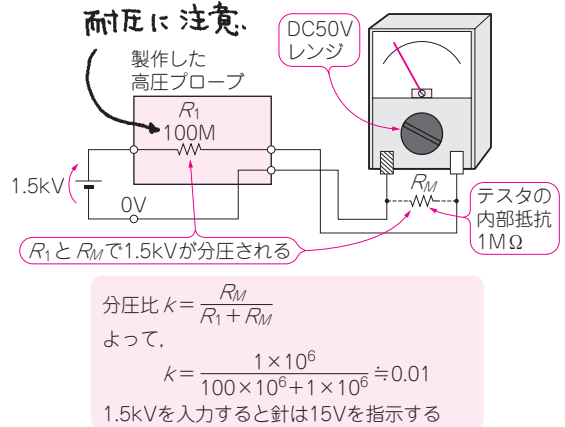 耐圧に注意.
製作した
高圧プローブ
R1
100M
DC50V
レンジ
1.5kV
0V
RM
テスタの
内部抵抗
1MΩ
R1とRMで1.5kVが分圧される
分圧比 k＝RM/(R1＋RM)
よって，
k＝1×10^6/(100×10^6＋1×10^6)≒0.01
1.5kVを入力すると針は15Vを指示する